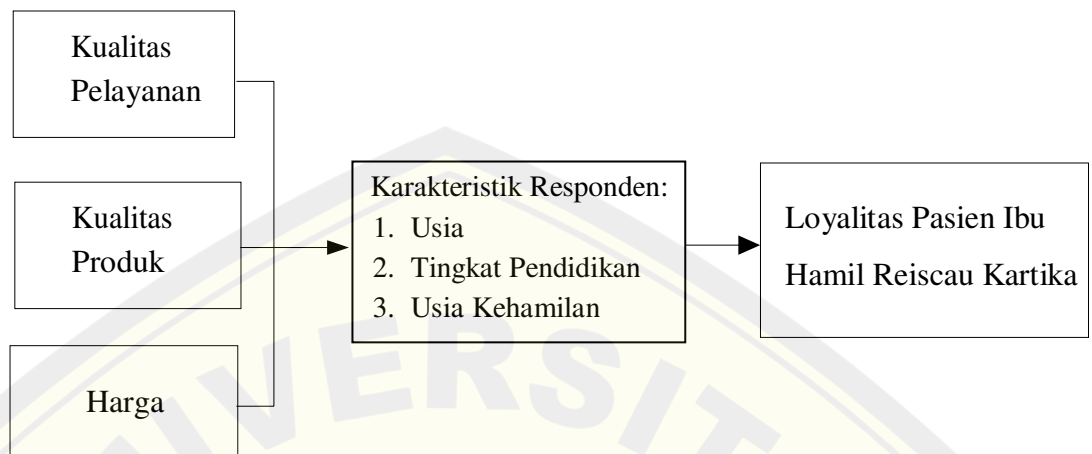 Kualitas
Pelayanan
Kualitas
Produk
Harga
Karakteristik Responden:
1. Usia
2. Tingkat Pendidikan
3. Usia Kehamilan
Loyalitas Pasien Ibu
Hamil Reiscau Kartika
VERSIT